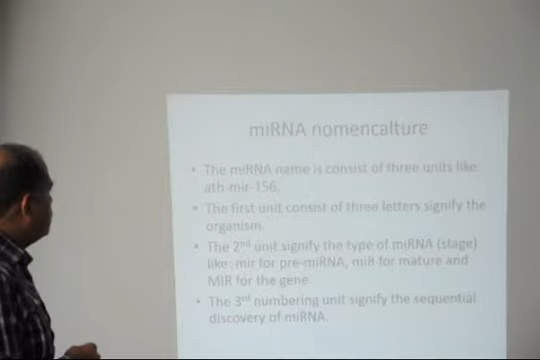 miRNA nomencalture
• The miRNA name is consist of three units like:
ath-mir-156.
• The first unit consist of three letters signify the
organism.
• The 2nd unit signify the type of miRNA (stage)
like: mir for pre-miRNA, miR for mature and
MIR for the gene
• The 3rd numbering unit signify the sequential
discovery of miRNA.